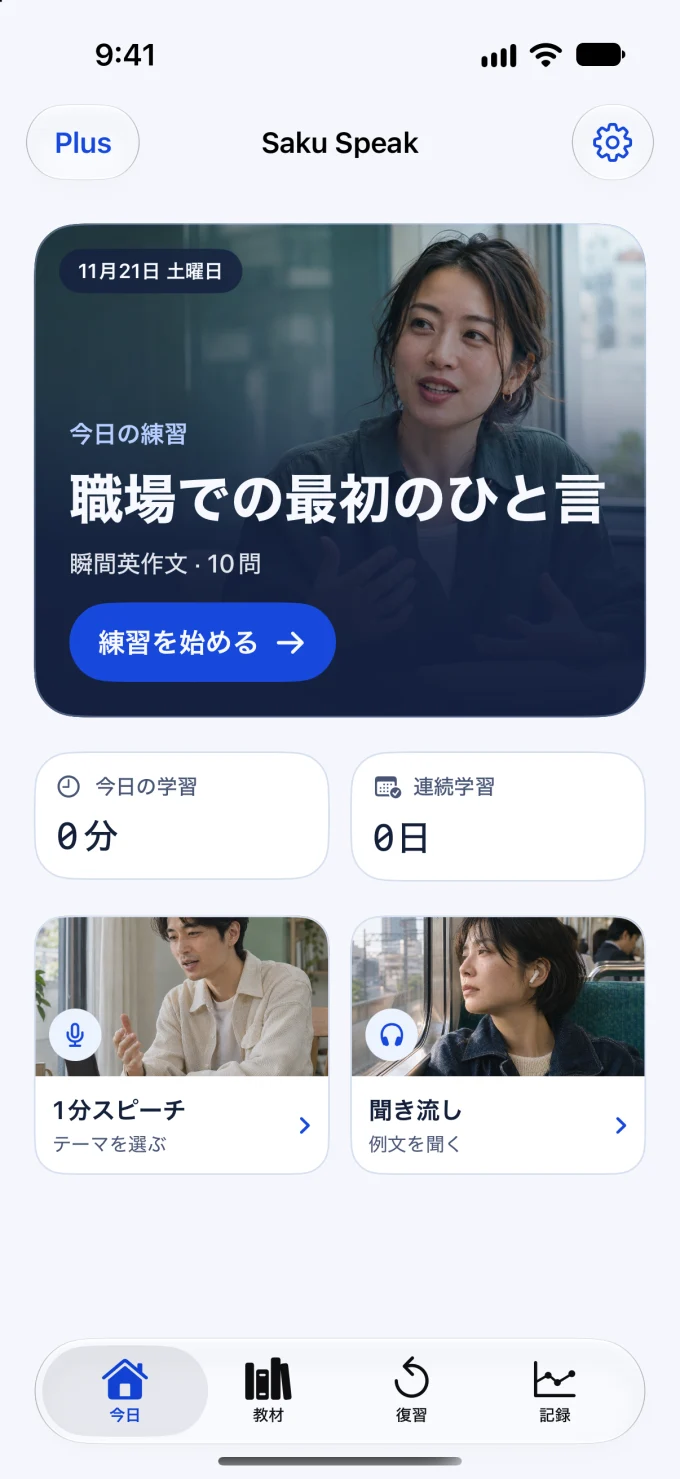 9:41
Plus
Saku Speak
11月21日 土曜日
今日の練習
職場での最初のひと言
瞬間英作文 · 10問
練習を始める →
今日の学習
0分
連続学習
0日
1分スピーチ
テーマを選ぶ
聞き流し
例文を聞く
今日
教材
復習
記録